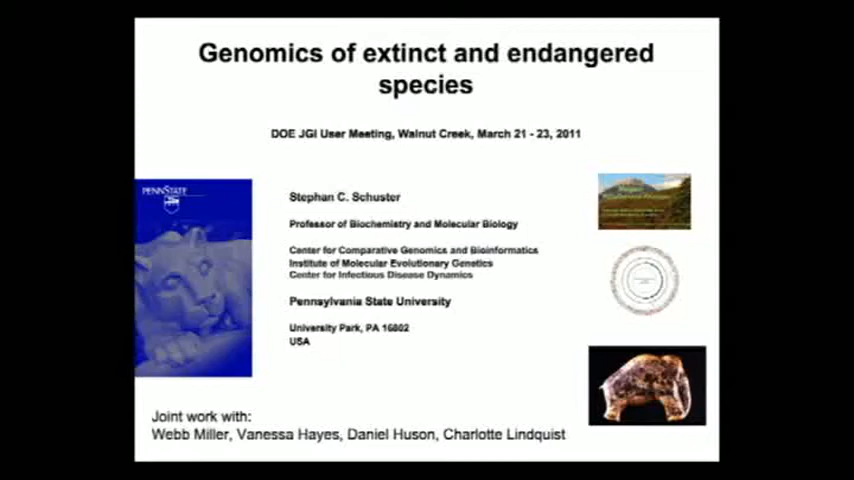 Genomics of extinct and endangered
species
DOE JGI User Meeting, Walnut Creek, March 21 - 23, 2011
PENNSTATE
Stephan C. Schuster
Professor of Biochemistry and Molecular Biology
Center for Comparative Genomics and Bioinformatics
Institute of Molecular Evolutionary Genetics
Center for Infectious Disease Dynamics
Pennsylvania State University
University Park, PA 16802
USA
Joint work with:
Webb Miller, Vanessa Hayes, Daniel Huson, Charlotte Lindquist